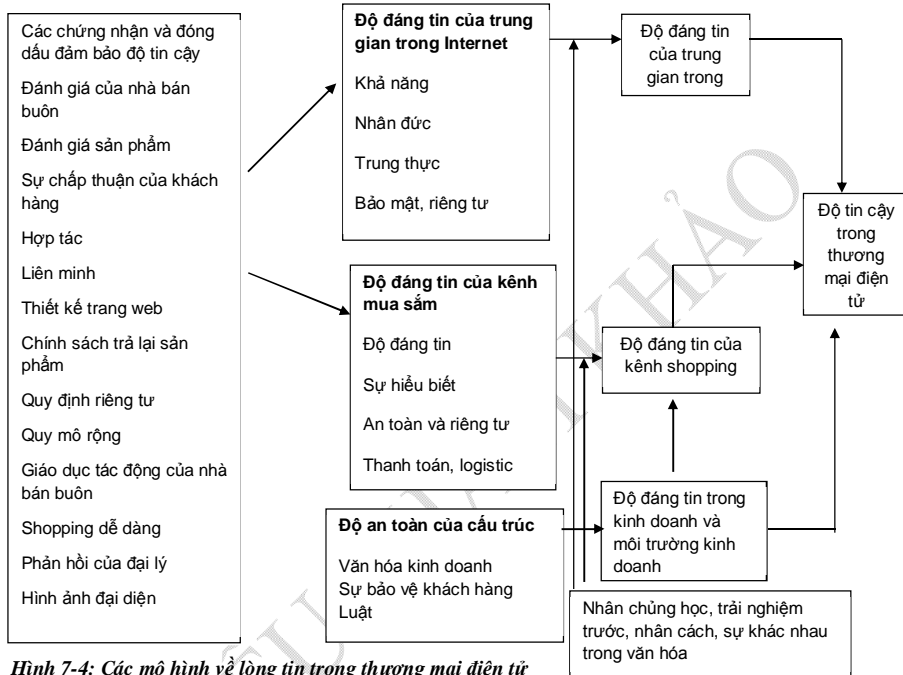 Các chứng nhận và đóng
dấu đảm bảo độ tin cậy
Đánh giá của nhà bán
buôn
Đánh giá sản phẩm
Sự chấp thuận của khách
hàng
Hợp tác
Liên minh
Thiết kế trang web
Chính sách trả lại sản
phẩm
Quy định riêng tư
Quy mô rộng
Giáo dục tác động của nhà
bán buôn
Shopping dễ dàng
Phản hồi của đại lý
Hình ảnh đại diện
Độ đáng tin của trung
gian trong Internet
Khả năng
Nhân đức
Trung thực
Bảo mật, riêng tư
Độ đáng tin của kênh
mua sắm
Độ đáng tin
Sự hiểu biết
An toàn và riêng tư
Thanh toán, logistic
Độ an toàn của cấu trúc
Văn hóa kinh doanh
Sự bảo vệ khách hàng
Luật
Độ đáng tin
của trung
gian trong
Độ đáng tin của
kênh shopping
Độ đáng tin trong
kinh doanh và
môi trường kinh
doanh
Nhân chủng học, trải nghiệm
trước, nhân cách, sự khác nhau
trong văn hóa
Độ tin cậy
trong
thương
mại điện
tử
Hình 7-4: Các mô hình về lòng tin trong thương mại điện tử
KHẢO